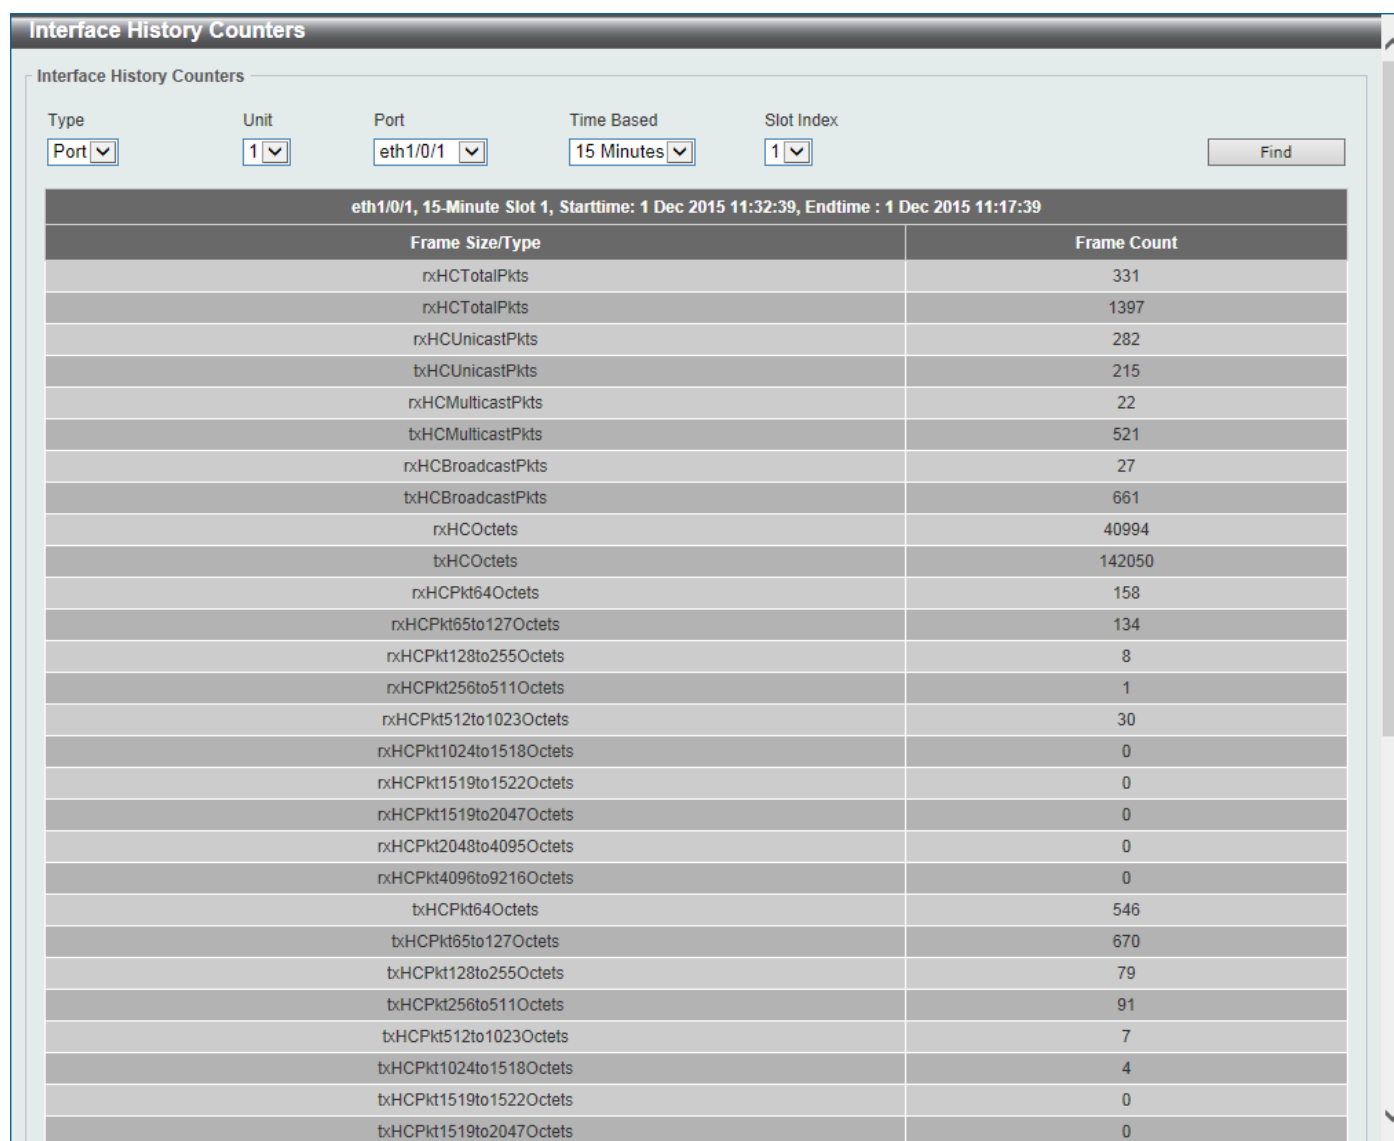 Interface History Counters
Interface History Counters
Type Unit Port Time Based Slot Index
Port 1 eth1/0/1 15 Minutes 1 Find
eth1/0/1, 15-Minute Slot 1, Starttime: 1 Dec 2015 11:32:39, Endtime : 1 Dec 2015 11:17:39
Frame Size/Type Frame Count
rxHCTotalPkts 331
rxHCTotalPkts 1397
rxHCUnicastPkts 282
txHCUnicastPkts 215
rxHCMulticastPkts 22
txHCMulticastPkts 521
rxHCBroadcastPkts 27
txHCBroadcastPkts 661
rxHCOctets 40994
txHCOctets 142050
rxHCPkt64Octets 158
rxHCPkt65to127Octets 134
rxHCPkt128to255Octets 8
rxHCPkt256to511Octets 1
rxHCPkt512to1023Octets 30
rxHCPkt1024to1518Octets 0
rxHCPkt1519to1522Octets 0
rxHCPkt1519to2047Octets 0
rxHCPkt2048to4095Octets 0
rxHCPkt4096to9216Octets 0
txHCPkt64Octets 546
txHCPkt65to127Octets 670
txHCPkt128to255Octets 79
txHCPkt256to511Octets 91
txHCPkt512to1023Octets 7
txHCPkt1024to1518Octets 4
txHCPkt1519to1522Octets 0
txHCPkt1519to2047Octets 0